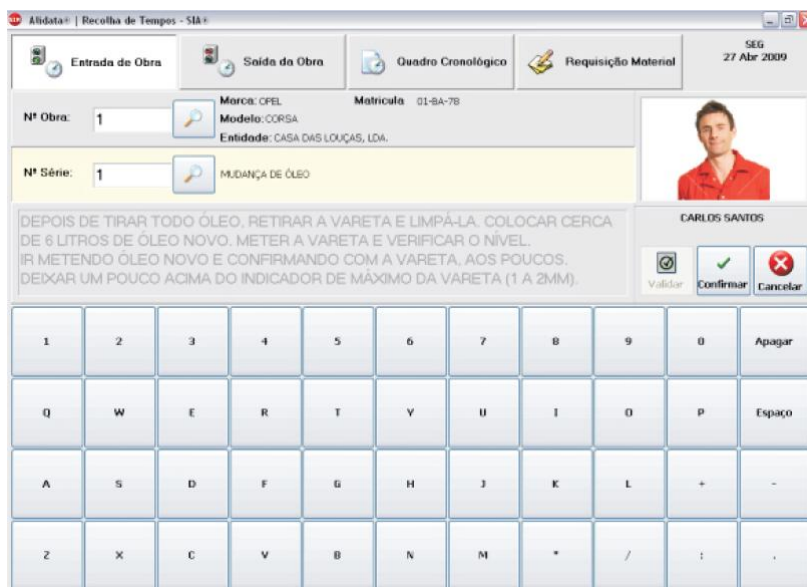 Alidata® | Recolha de Tempos - SIA®
Entrada de Obra
Saída da Obra
Quadro Cronológico
Requisição Material
SEG
27 Abr 2009
Nº Obra:
1
Marca: OPEL
Matrícula 01-BA-78
Modelo: CORSA
Entidade: CASA DAS LOUÇAS, LDA.
Nº Série:
1
MUDANÇA DE ÓLEO
DEPOIS DE TIRAR TODO ÓLEO, RETIRAR A VARETA E LIMPÁ-LA. COLOCAR CERCA
DE 6 LITROS DE ÓLEO NOVO. METER A VARETA E VERIFICAR O NÍVEL.
IR METENDO ÓLEO NOVO E CONFIRMANDO COM A VARETA, AOS POUCOS.
DEIXAR UM POUCO ACIMA DO INDICADOR DE MÁXIMO DA VARETA (1 A 2MM).
CARLOS SANTOS
Validar
Confirmar
Cancelar
1 2 3 4 5 6 7 8 9 0 Apagar
Q W E R T Y U I O P Espaço
A S D F G H J K L + -
Z X C V B N M * / : .